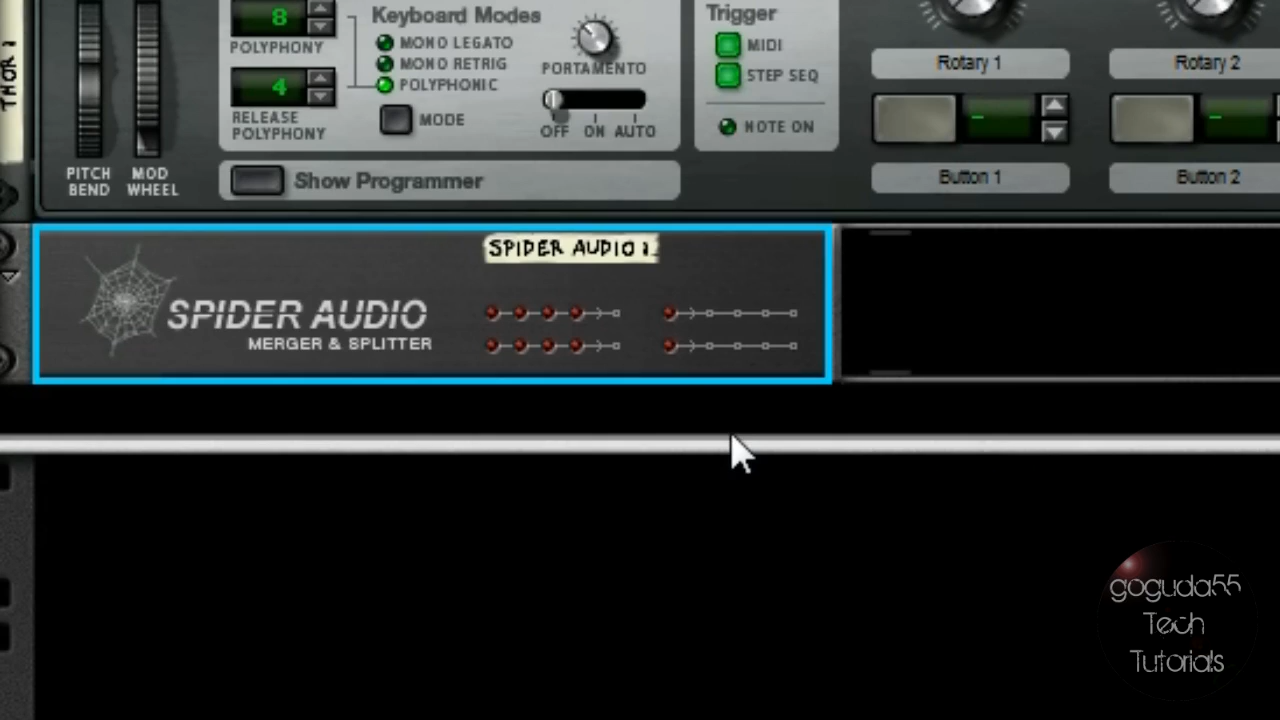 THOR 1
8
POLYPHONY
4
RELEASE
POLYPHONY
PITCH
BEND
MOD
WHEEL
Keyboard Modes
MONO LEGATO
MONO RETRIG
POLYPHONIC
MODE
PORTAMENTO
OFF ON AUTO
Show Programmer
Trigger
MIDI
STEP SEQ
NOTE ON
Rotary 1
Rotary 2
Button 1
Button 2
SPIDER AUDIO 1
SPIDER AUDIO
MERGER & SPLITTER
goguda55
Tech
Tutorials